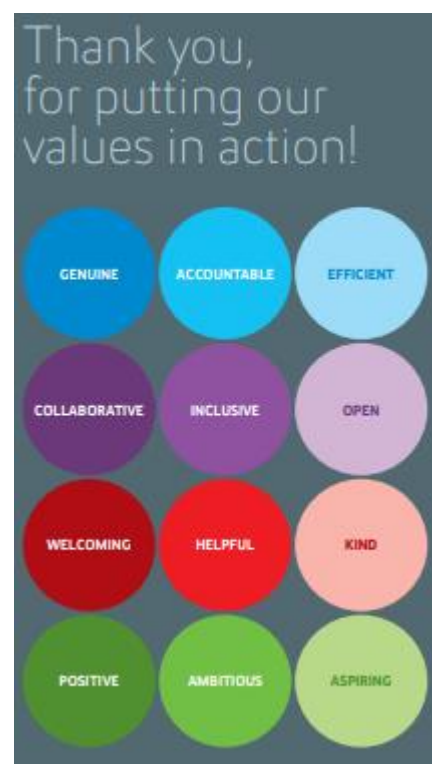 Thank you,
for putting our
values in action!
GENUINE ACCOUNTABLE EFFICIENT
COLLABORATIVE INCLUSIVE OPEN
WELCOMING HELPFUL KIND
POSITIVE AMBITIOUS ASPIRING